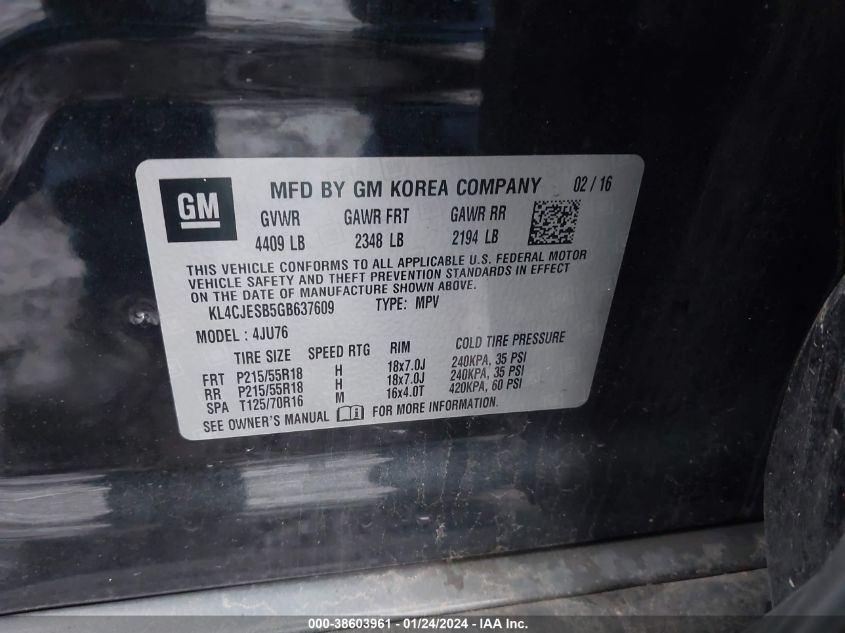 GM
MFD BY GM KOREA COMPANY 02 / 16
GVWR GAWR FRT GAWR RR
4409 LB 2348 LB 2194 LB
THIS VEHICLE CONFORMS TO ALL APPLICABLE U.S. FEDERAL MOTOR
VEHICLE SAFETY AND THEFT PREVENTION STANDARDS IN EFFECT
ON THE DATE OF MANUFACTURE SHOWN ABOVE.
KL4CJESB5GB637609 TYPE: MPV
MODEL: 4JU76
TIRE SIZE SPEED RTG RIM COLD TIRE PRESSURE
FRT P215/55R18 H 18x7.0J 240KPA, 35 PSI
RR P215/55R18 H 18x7.0J 240KPA, 35 PSI
SPA T125/70R16 M 16x4.0T 420KPA, 60 PSI
SEE OWNER'S MANUAL FOR MORE INFORMATION.
000-38603961 - 01/24/2024 - IAA Inc.